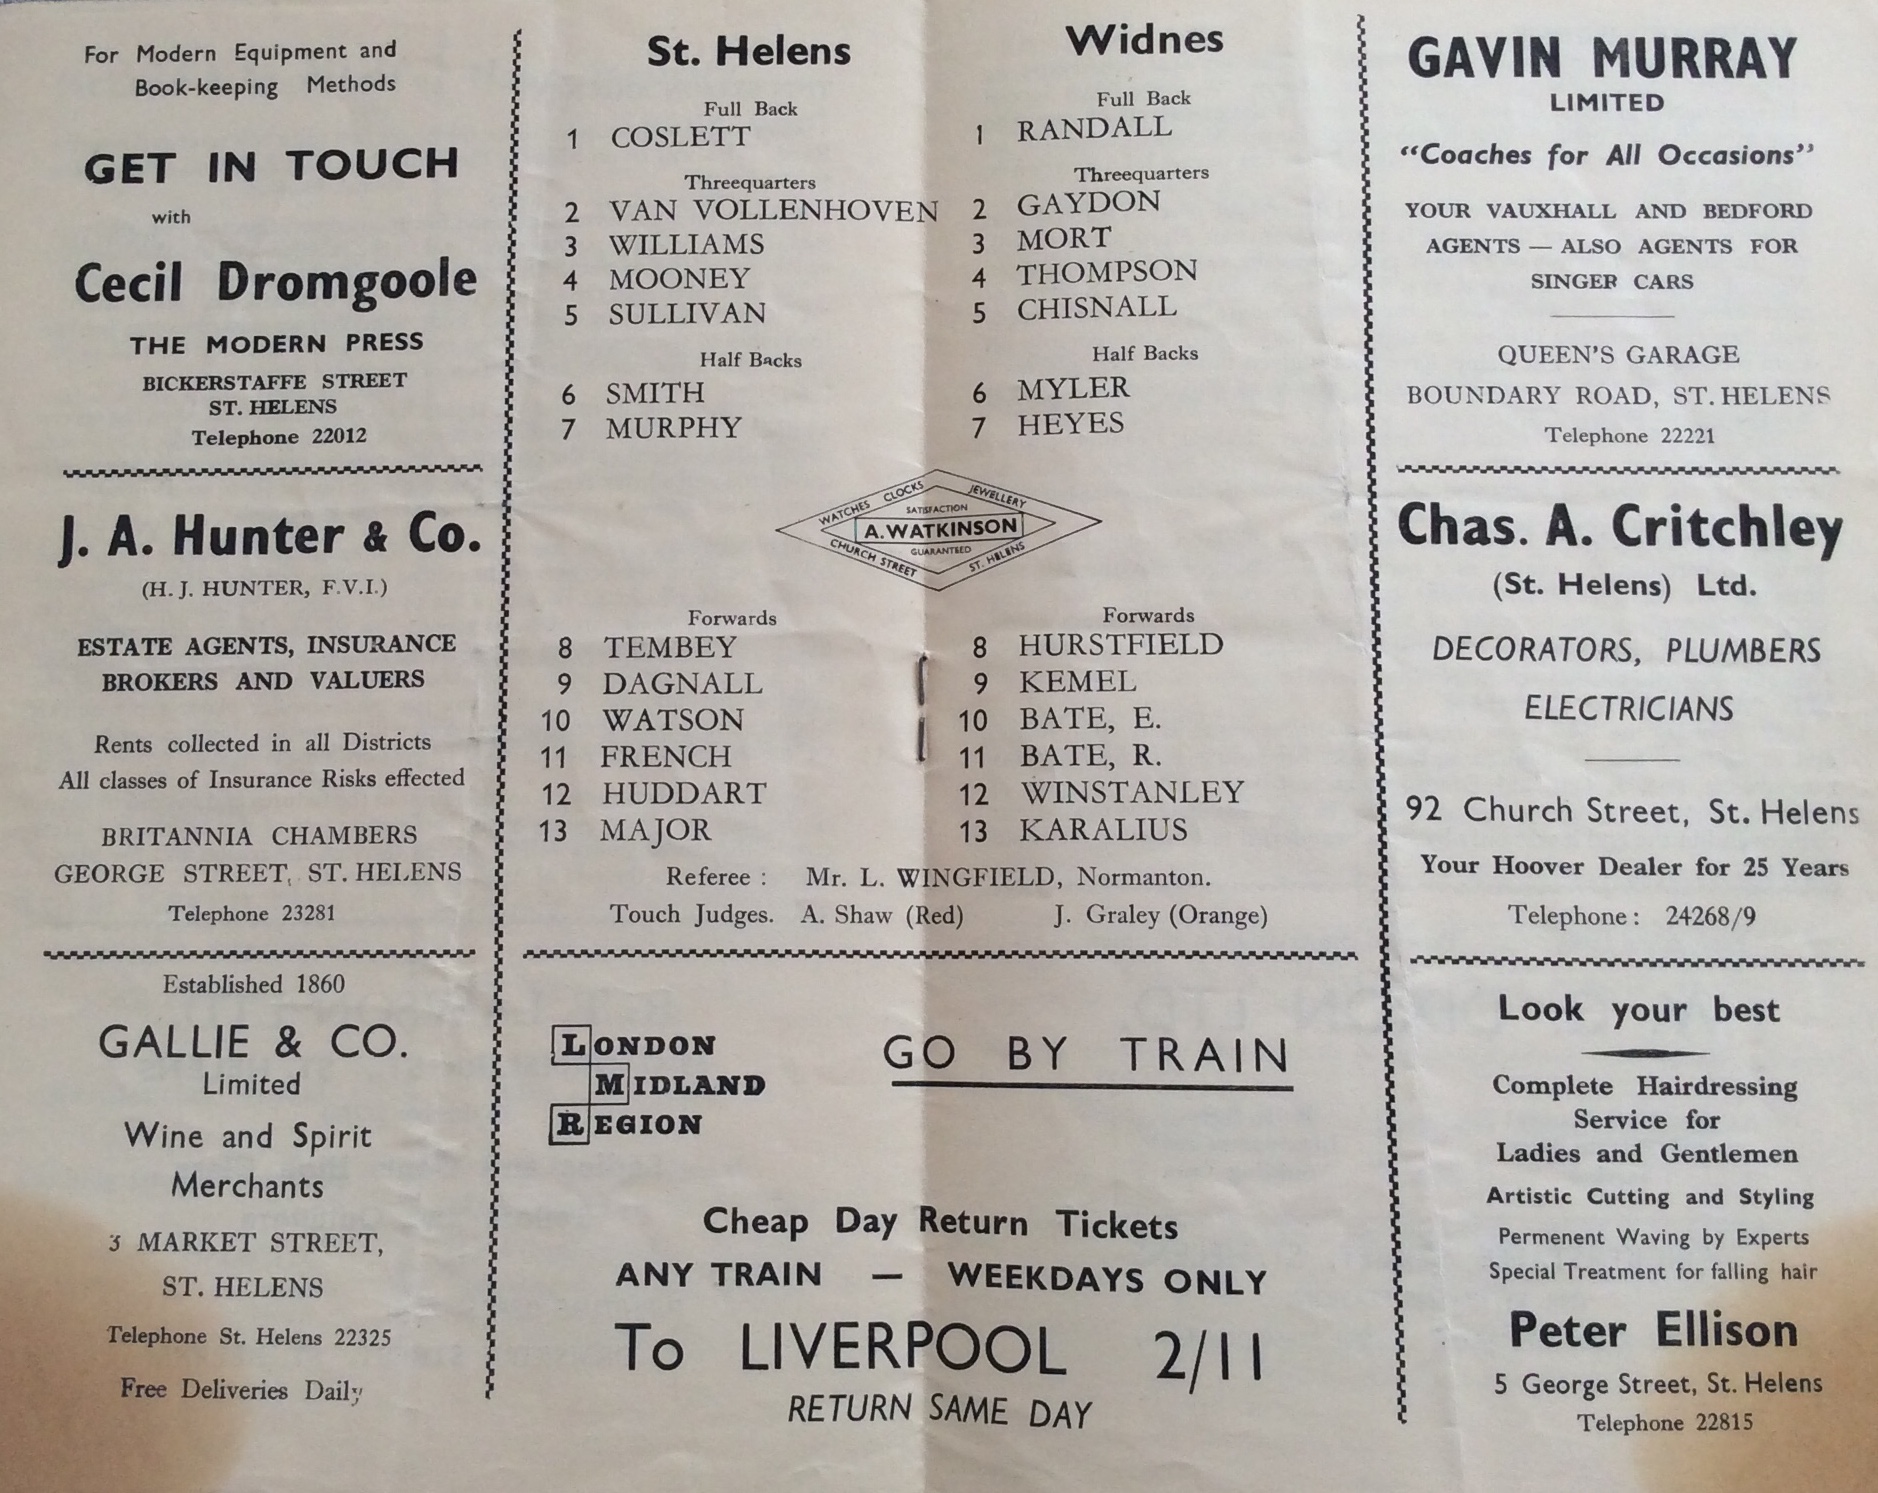 For Modern Equipment and
Book-keeping Methods
GET IN TOUCH
with
Cecil Dromgoole
THE MODERN PRESS
BICKERSTAFFE STREET
ST. HELENS
Telephone 22012
J. A. Hunter & Co.
(H. J. HUNTER, F.V.I.)
ESTATE AGENTS, INSURANCE
BROKERS AND VALUERS
Rents collected in all Districts
All classes of Insurance Risks effected
BRITANNIA CHAMBERS
GEORGE STREET, ST. HELENS
Telephone 23281
Established 1860
GALLIE & CO.
Limited
Wine and Spirit
Merchants
3 MARKET STREET,
ST. HELENS
Telephone St. Helens 22325
Free Deliveries Daily
St. Helens
Full Back
1 COSLETT
Threequarters
2 VAN VOLLENHOVEN
3 WILLIAMS
4 MOONEY
5 SULLIVAN
Half Backs
6 SMITH
7 MURPHY
Widnes
Full Back
1 RANDALL
Threequarters
2 GAYDON
3 MORT
4 THOMPSON
5 CHISNALL
Half Backs
6 MYLER
7 HEYES
WATCHES CLOCKS JEWELLERY
SATISFACTION
A. WATKINSON
GUARANTEED
CHURCH STREET ST. HELENS
Forwards
8 TEMBEY
9 DAGNALL
10 WATSON
11 FRENCH
12 HUDDART
13 MAJOR
Forwards
8 HURSTFIELD
9 KEMEL
10 BATE, E.
11 BATE, R.
12 WINSTANLEY
13 KARALIUS
Referee : Mr. L. WINGFIELD, Normanton.
Touch Judges. A. Shaw (Red) J. Graley (Orange)
LONDON
MIDLAND
REGION
GO BY TRAIN
Cheap Day Return Tickets
ANY TRAIN — WEEKDAYS ONLY
To LIVERPOOL 2/11
RETURN SAME DAY
GAVIN MURRAY
LIMITED
"Coaches for All Occasions"
YOUR VAUXHALL AND BEDFORD
AGENTS — ALSO AGENTS FOR
SINGER CARS
QUEEN'S GARAGE
BOUNDARY ROAD, ST. HELENS
Telephone 22221
Chas. A. Critchley
(St. Helens) Ltd.
DECORATORS, PLUMBERS
ELECTRICIANS
92 Church Street, St. Helens
Your Hoover Dealer for 25 Years
Telephone : 24268/9
Look your best
Complete Hairdressing
Service for
Ladies and Gentlemen
Artistic Cutting and Styling
Permenent Waving by Experts
Special Treatment for falling hair
Peter Ellison
5 George Street, St. Helens
Telephone 22815